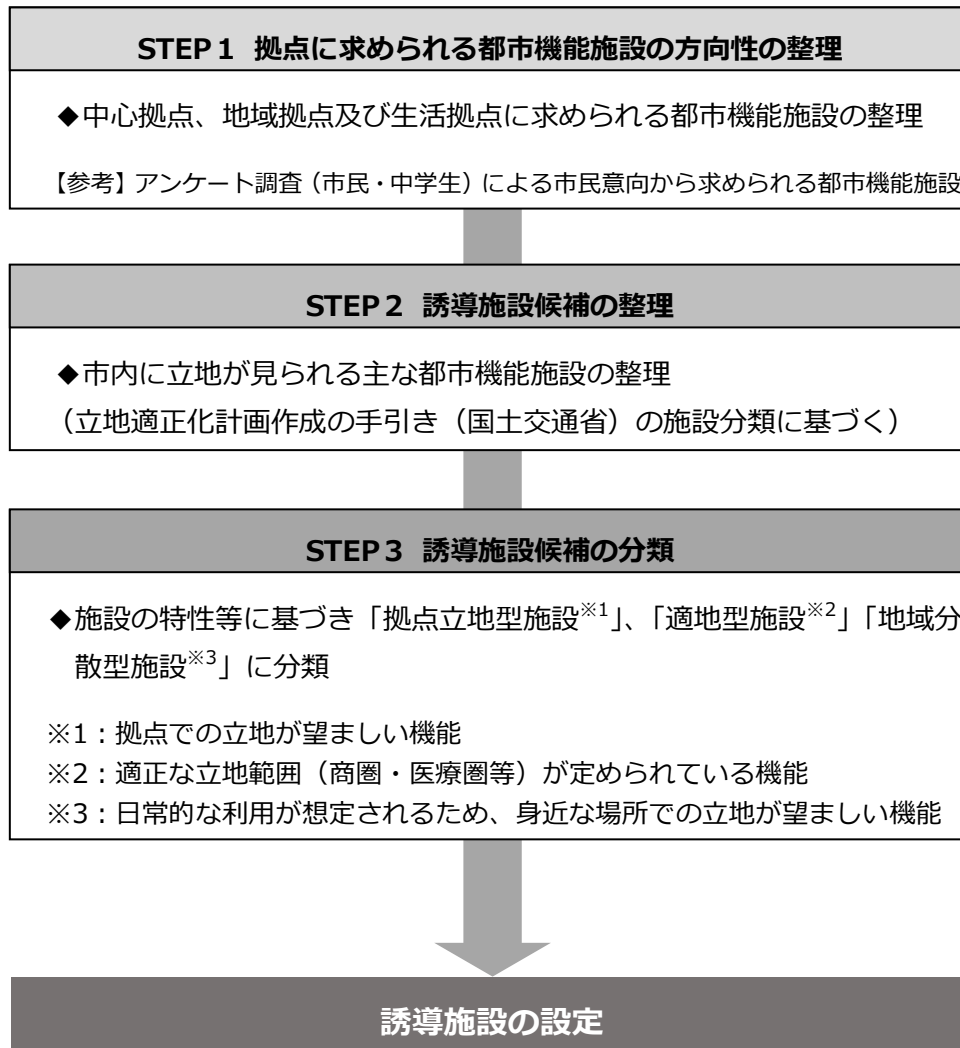 STEP１ 拠点に求められる都市機能施設の方向性の整理
◆中心拠点、地域拠点及び生活拠点に求められる都市機能施設の整理
【参考】アンケート調査（市民・中学生）による市民意向から求められる都市機能施設
STEP２ 誘導施設候補の整理
◆市内に立地が見られる主な都市機能施設の整理
（立地適正化計画作成の手引き（国土交通省）の施設分類に基づく）
STEP３ 誘導施設候補の分類
◆施設の特性等に基づき「拠点立地型施設※1」、「適地型施設※2」「地域分
散型施設※3」に分類
※1：拠点での立地が望ましい機能
※2：適正な立地範囲（商圏・医療圏等）が定められている機能
※3：日常的な利用が想定されるため、身近な場所での立地が望ましい機能
誘導施設の設定